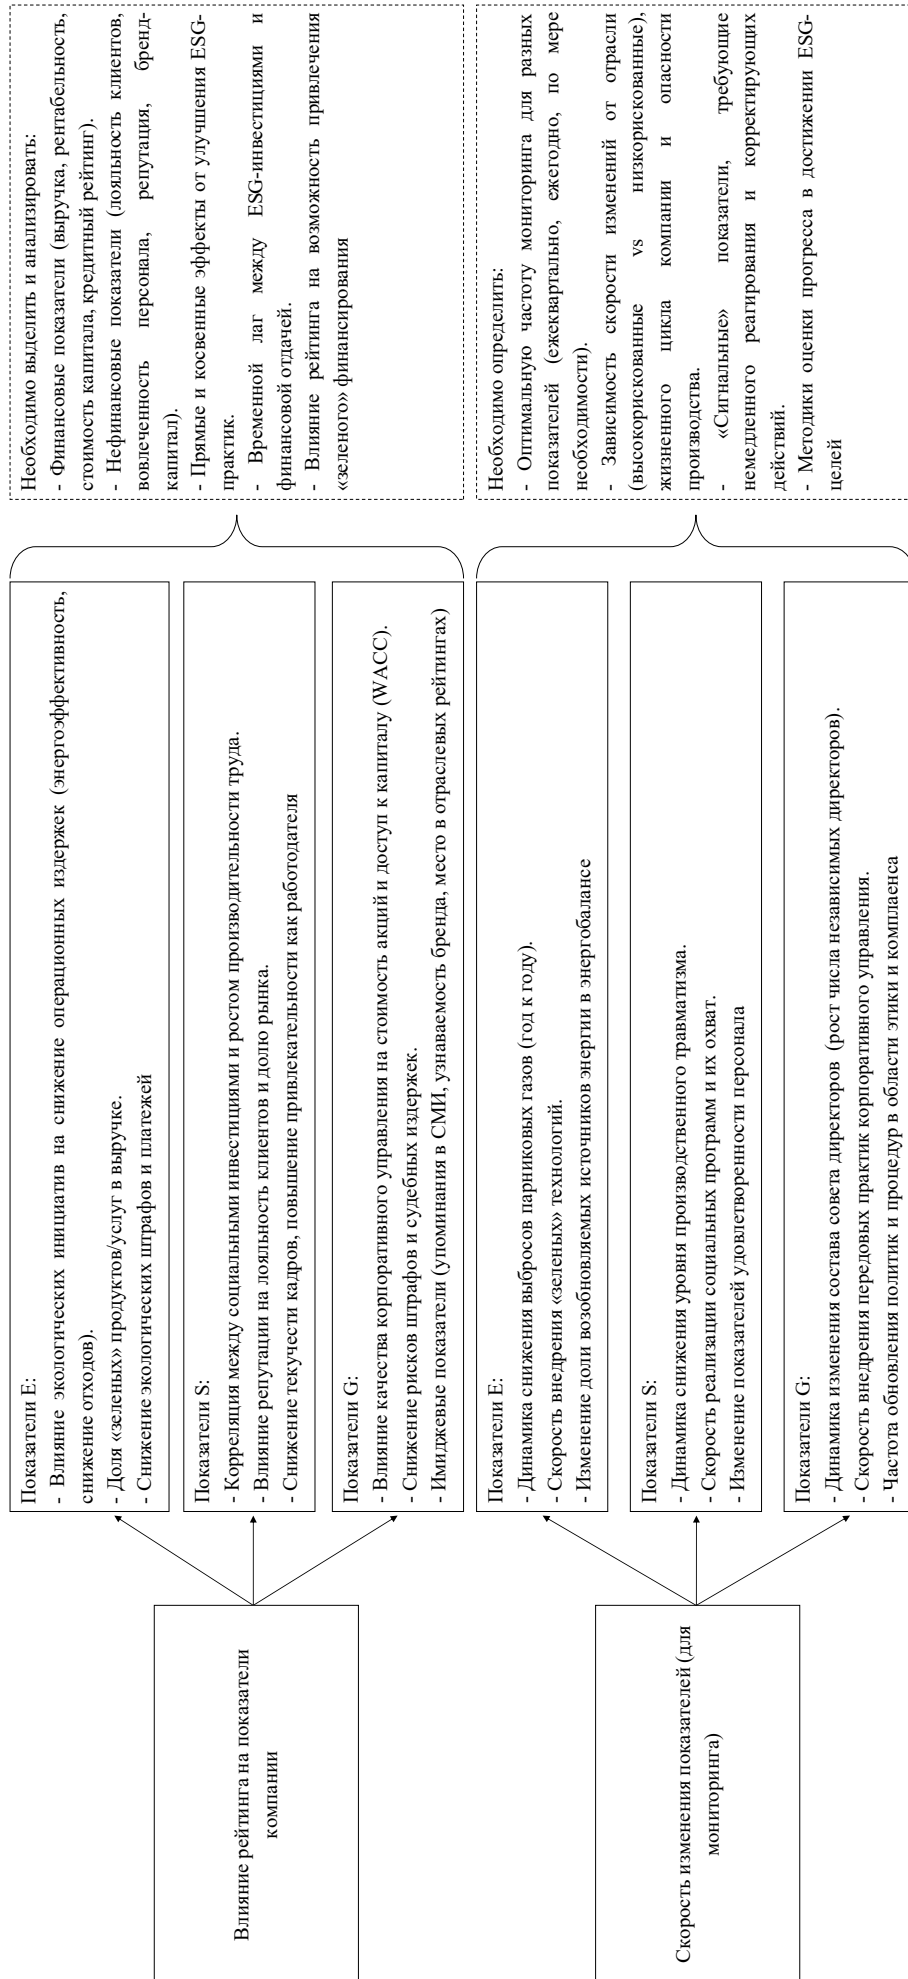 Влияние рейтинга на показатели
компании
Показатели E:
- Влияние экологических инициатив на снижение операционных издержек (энергоэффективность,
снижение отходов).
- Доля «зеленых» продуктов/услуг в выручке.
- Снижение экологических штрафов и платежей
Показатели S:
- Корреляция между социальными инвестициями и ростом производительности труда.
- Влияние репутации на лояльность клиентов и долю рынка.
- Снижение текучести кадров, повышение привлекательности как работодателя
Показатели G:
- Влияние качества корпоративного управления на стоимость акций и доступ к капиталу (WACC).
- Снижение рисков штрафов и судебных издержек.
- Имиджевые показатели (упоминания в СМИ, узнаваемость бренда, место в отраслевых рейтингах)
Необходимо выделить и анализировать:
- Финансовые показатели (выручка, рентабельность,
стоимость капитала, кредитный рейтинг).
- Нефинансовые показатели (лояльность клиентов,
вовлеченность персонала, репутация, бренд-
капитал).
- Прямые и косвенные эффекты от улучшения ESG-
практик.
- Временной лаг между ESG-инвестициями и
финансовой отдачей.
- Влияние рейтинга на возможность привлечения
«зеленого» финансирования
Скорость изменения показателей (для
мониторинга)
Показатели E:
- Динамика снижения выбросов парниковых газов (год к году).
- Скорость внедрения «зеленых» технологий.
- Изменение доли возобновляемых источников энергии в энергобалансе
Показатели S:
- Динамика снижения уровня производственного травматизма.
- Скорость реализации социальных программ и их охват.
- Изменение показателей удовлетворенности персонала
Показатели G:
- Динамика изменения состава совета директоров (рост числа независимых директоров).
- Скорость внедрения передовых практик корпоративного управления.
- Частота обновления политик и процедур в области этики и комплаенса
Необходимо определить:
- Оптимальную частоту мониторинга для разных
показателей (ежеквартально, ежегодно, по мере
необходимости).
- Зависимость скорости изменений от отрасли
(высокорискованные vs низкорискованные),
жизненного цикла компании и опасности
производства.
- «Сигнальные» показатели, требующие
немедленного реагирования и корректирующих
действий.
- Методики оценки прогресса в достижении ESG-
целей